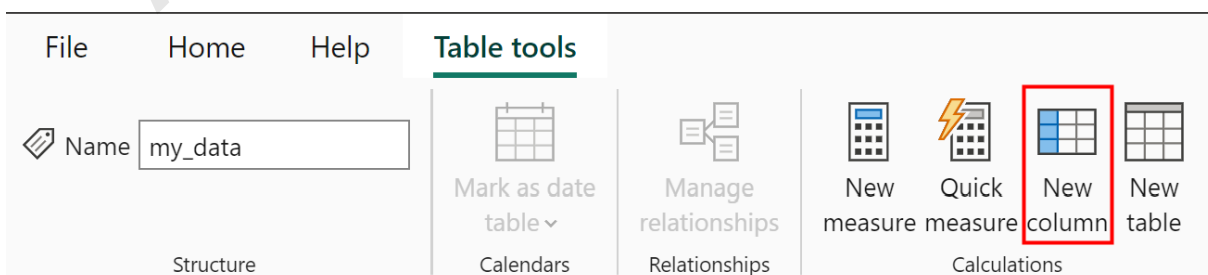 File Home Help Table tools
Name my_data
Mark as date table
Manage relationships
New measure
Quick measure
New column
New table
Structure Calendars Relationships Calculations